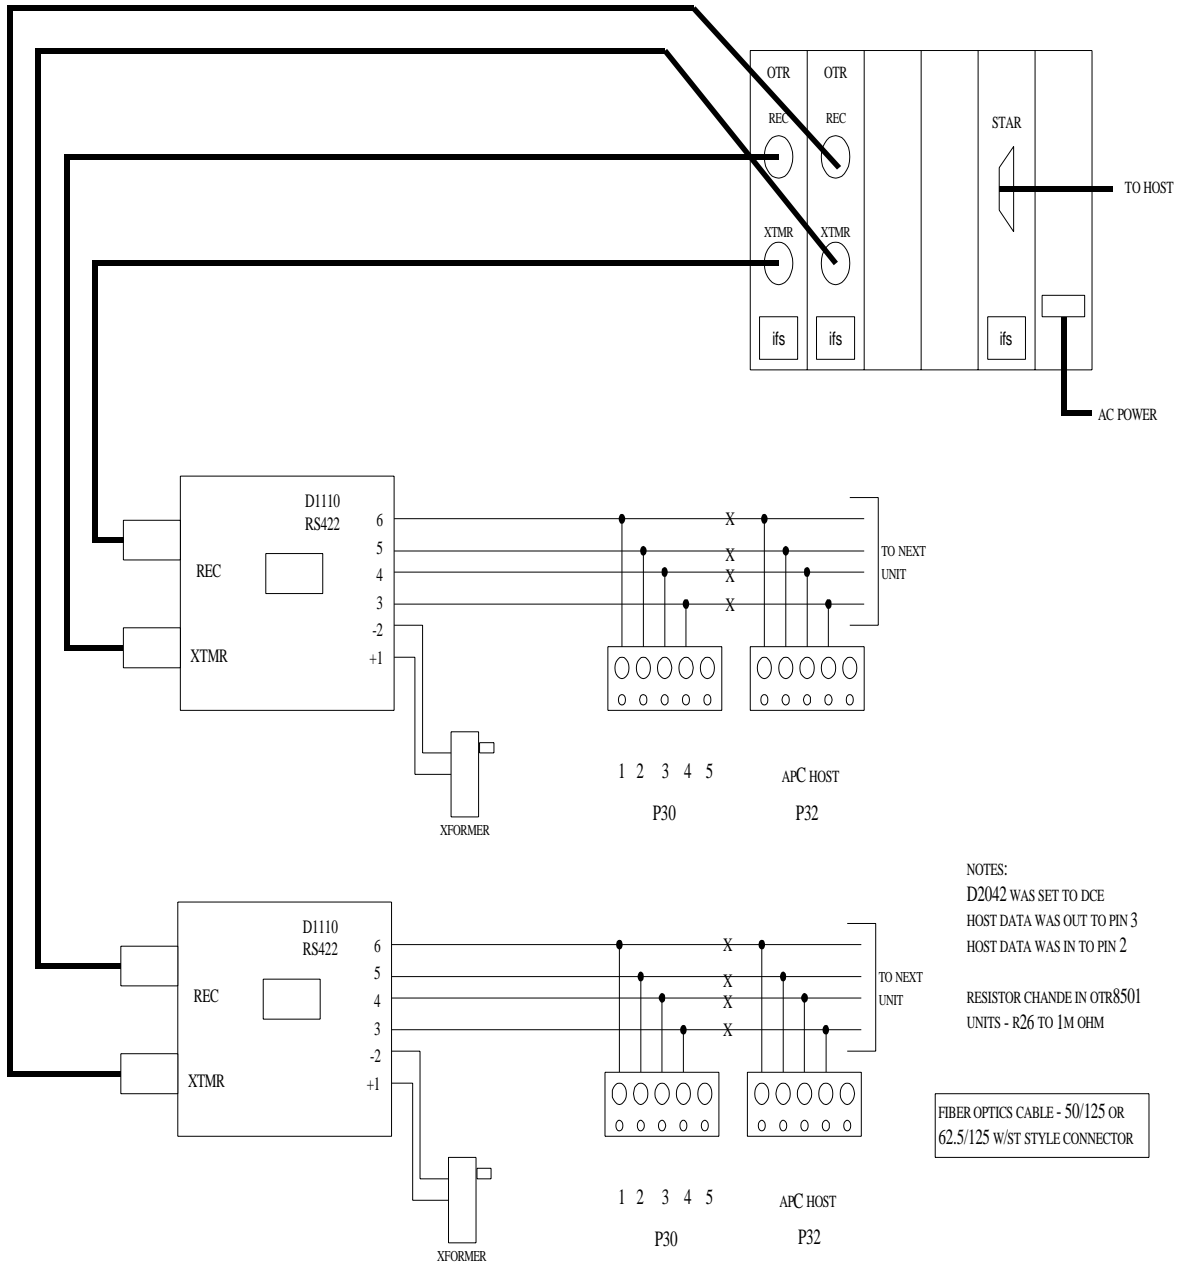 OTR OTR
REC REC
STAR
TO HOST
XTMR XTMR
ifs ifs ifs
AC POWER
D1110
RS422
6
5
4
3
-2
+1
REC
XTMR
X
X
X
X
TO NEXT
UNIT
1 2 3 4 5
APC HOST
P30
P32
XFORMER
NOTES:
D2042 WAS SET TO DCE
HOST DATA WAS OUT TO PIN 3
HOST DATA WAS IN TO PIN 2
RESISTOR CHANDE IN OTR8501
UNITS - R26 TO 1M OHM
D1110
RS422
6
5
4
3
-2
+1
REC
XTMR
X
X
X
X
TO NEXT
UNIT
FIBER OPTICS CABLE - 50/125 OR
62.5/125 W/ST STYLE CONNECTOR
1 2 3 4 5
APC HOST
P30
P32
XFORMER